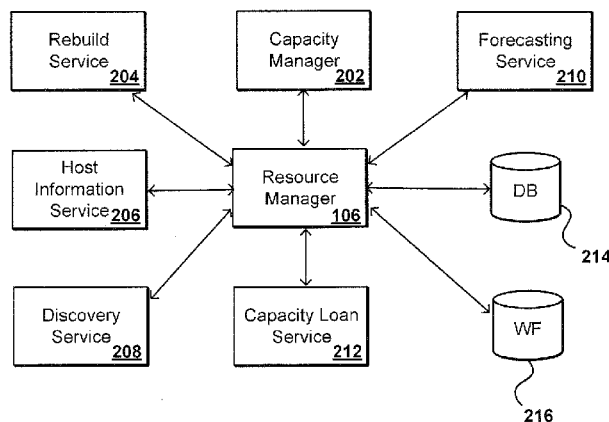 Rebuild
Service
204
Capacity
Manager
202
Forecasting
Service
210
Host
Information
Service
206
Resource
Manager
106
DB
214
Discovery
Service
208
Capacity Loan
Service
212
WF
216